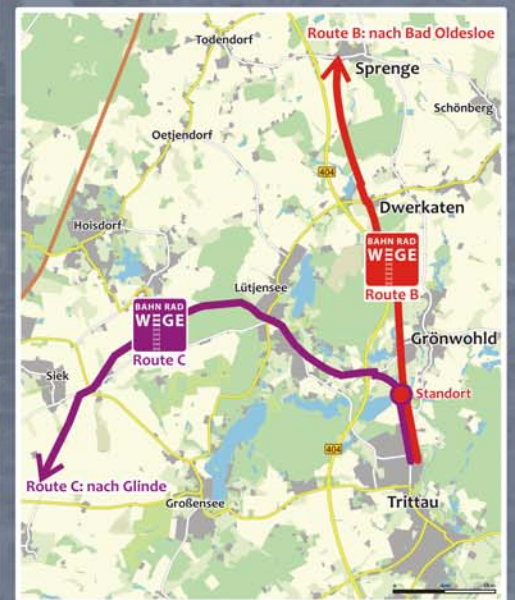 Todendorf
Route B: nach Bad Oldesloe
Sprenge
Schönberg
Oetjendorf
404
Dwerkaten
Hoisdorf
BAHN RAD
WEGE
Route B
Lütjensee
BAHN RAD
WEGE
Route C
Grönwohld
Siek
Standort
404
Route C: nach Glinde
Großensee
Trittau